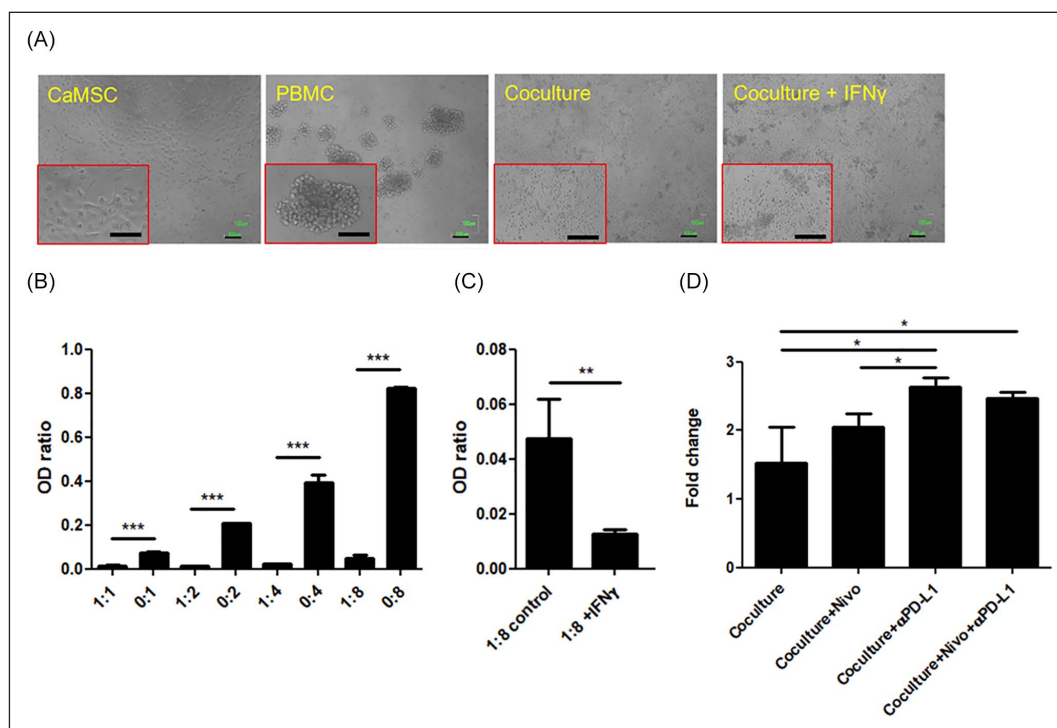 (A)
CaMSC
PBMC
Coculture
Coculture + IFNγ
(B)
(C)
(D)
OD ratio
1.0
0.8
0.6
0.4
0.2
0.0
***
***
***
***
1:1
0:1
1:2
0:2
1:4
0:4
1:8
0:8
OD ratio
0.08
0.06
0.04
0.02
0.00
**
1:8 control
1:8 +IFNγ
Fold change
3
2
1
0
*
*
*
Coculture
Coculture+Nivo
Coculture+αPD-L1
Coculture+Nivo+αPD-L1